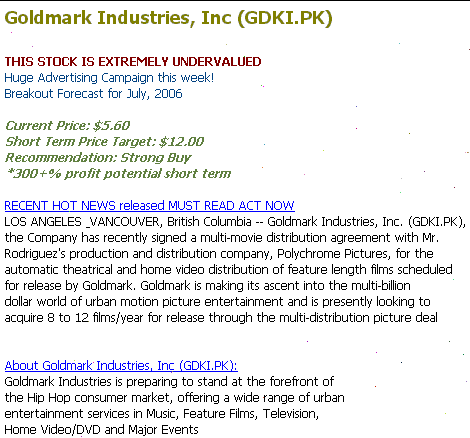 Goldmark Industries, Inc (GDKI.PK)
THIS STOCK IS EXTREMELY UNDERVALUED
Huge Advertising Campaign this week!
Breakout Forecast for July, 2006
Current Price: $5.60
Short Term Price Target: $12.00
Recommendation: Strong Buy
*300+% profit potential short term
RECENT HOT NEWS released MUST READ ACT NOW
LOS ANGELES _VANCOUVER, British Columbia -- Goldmark Industries, Inc. (GDKI.PK),
the Company has recently signed a multi-movie distribution agreement with Mr.
Rodriguez's production and distribution company, Polychrome Pictures, for the
automatic theatrical and home video distribution of feature length films scheduled
for release by Goldmark. Goldmark is making its ascent into the multi-billion
dollar world of urban motion picture entertainment and is presently looking to
acquire 8 to 12 films/year for release through the multi-distribution picture deal
About Goldmark Industries, Inc (GDKI.PK):
Goldmark Industries is preparing to stand at the forefront of
the Hip Hop consumer market, offering a wide range of urban
entertainment services in Music, Feature Films, Television,
Home Video/DVD and Major Events